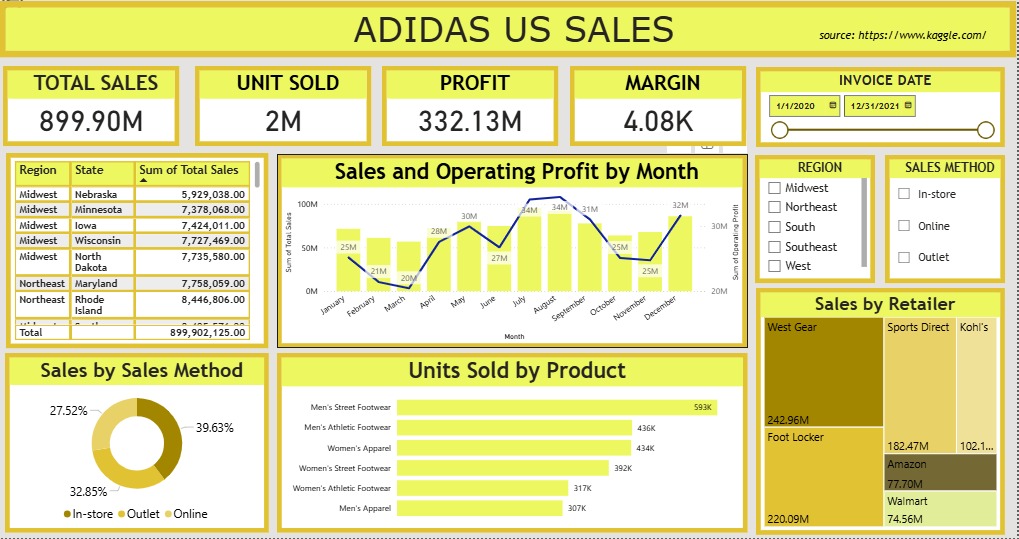 ADIDAS US SALES
source: https://www.kaggle.com/
TOTAL SALES
899.90M
UNIT SOLD
2M
PROFIT
332.13M
MARGIN
4.08K
INVOICE DATE
1/1/2020
12/31/2021
Region State Sum of Total Sales
Midwest Nebraska 5,929,038.00
Midwest Minnesota 7,378,068.00
Midwest Iowa 7,424,011.00
Midwest Wisconsin 7,727,469.00
Midwest North Dakota 7,735,580.00
Northeast Maryland 7,758,059.00
Northeast Rhode Island 8,446,806.00
Total 899,902,125.00
Sales and Operating Profit by Month
Sum of Total Sales
100M
50M
0M
25M
21M
20M
28M
30M
27M
34M
34M
31M
25M
25M
32M
30M
20M
Sum of Operating Profit
January
February
March
April
May
June
July
August
September
October
November
December
Month
REGION
Midwest
Northeast
South
Southeast
West
SALES METHOD
In-store
Online
Outlet
Sales by Sales Method
27.52%
39.63%
32.85%
In-store Outlet Online
Units Sold by Product
Men's Street Footwear 593K
Men's Athletic Footwear 436K
Women's Apparel 434K
Women's Street Footwear 392K
Women's Athletic Footwear 317K
Men's Apparel 307K
Sales by Retailer
West Gear
242.96M
Foot Locker
220.09M
Sports Direct
182.47M
Kohl's
102.1...
Amazon
77.70M
Walmart
74.56M